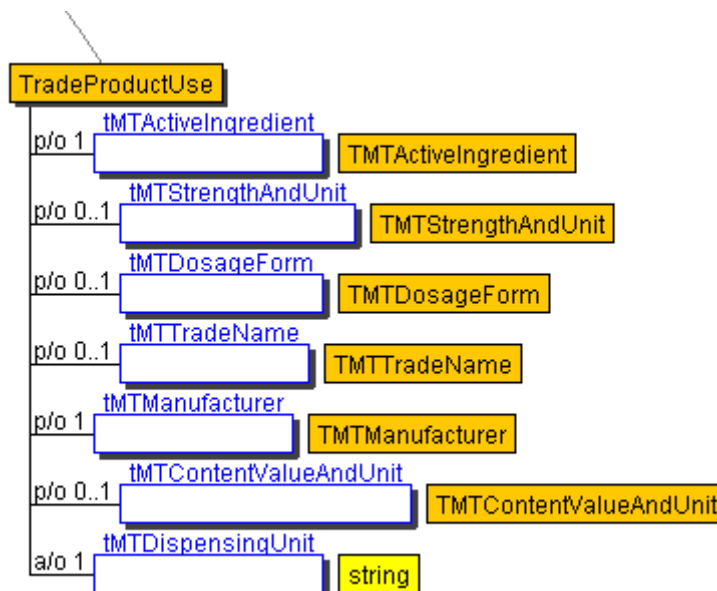 TradeProductUse
tMTActiveIngredient
p/o 1 TMTActiveIngredient
tMTStrengthAndUnit
p/o 0..1 TMTStrengthAndUnit
tMTDosageForm
p/o 0..1 TMTDosageForm
tMTTradeName
p/o 0..1 TMTTradeName
tMTManufacturer
p/o 1 TMTManufacturer
tMTContentValueAndUnit
p/o 0..1 TMTContentValueAndUnit
tMTDispensingUnit
a/o 1 string